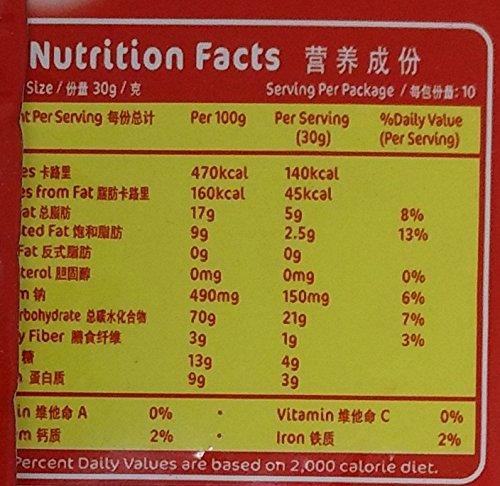 Nutrition Facts 营养成份
Size / 份量 30g / 克 Serving Per Package / 每包份量: 10
nt Per Serving 每份总计 Per 100g Per Serving (30g) %Daily Value (Per Serving)
es 卡路里 470kcal 140kcal
es from Fat 脂肪卡路里 160kcal 45kcal
at 总脂肪 17g 5g 8%
ted Fat 饱和脂肪 9g 2.5g 13%
Fat 反式脂肪 0g 0g
terol 胆固醇 0mg 0mg 0%
m 钠 490mg 150mg 6%
rbohydrate 总碳水化合物 70g 21g 7%
y Fiber 膳食纤维 3g 1g 3%
糖 13g 4g
蛋白质 9g 3g
in 维他命 A 0% • Vitamin 维他命 C 0%
m 钙质 2% • Iron 铁质 2%
Percent Daily Values are based on 2,000 calorie diet.